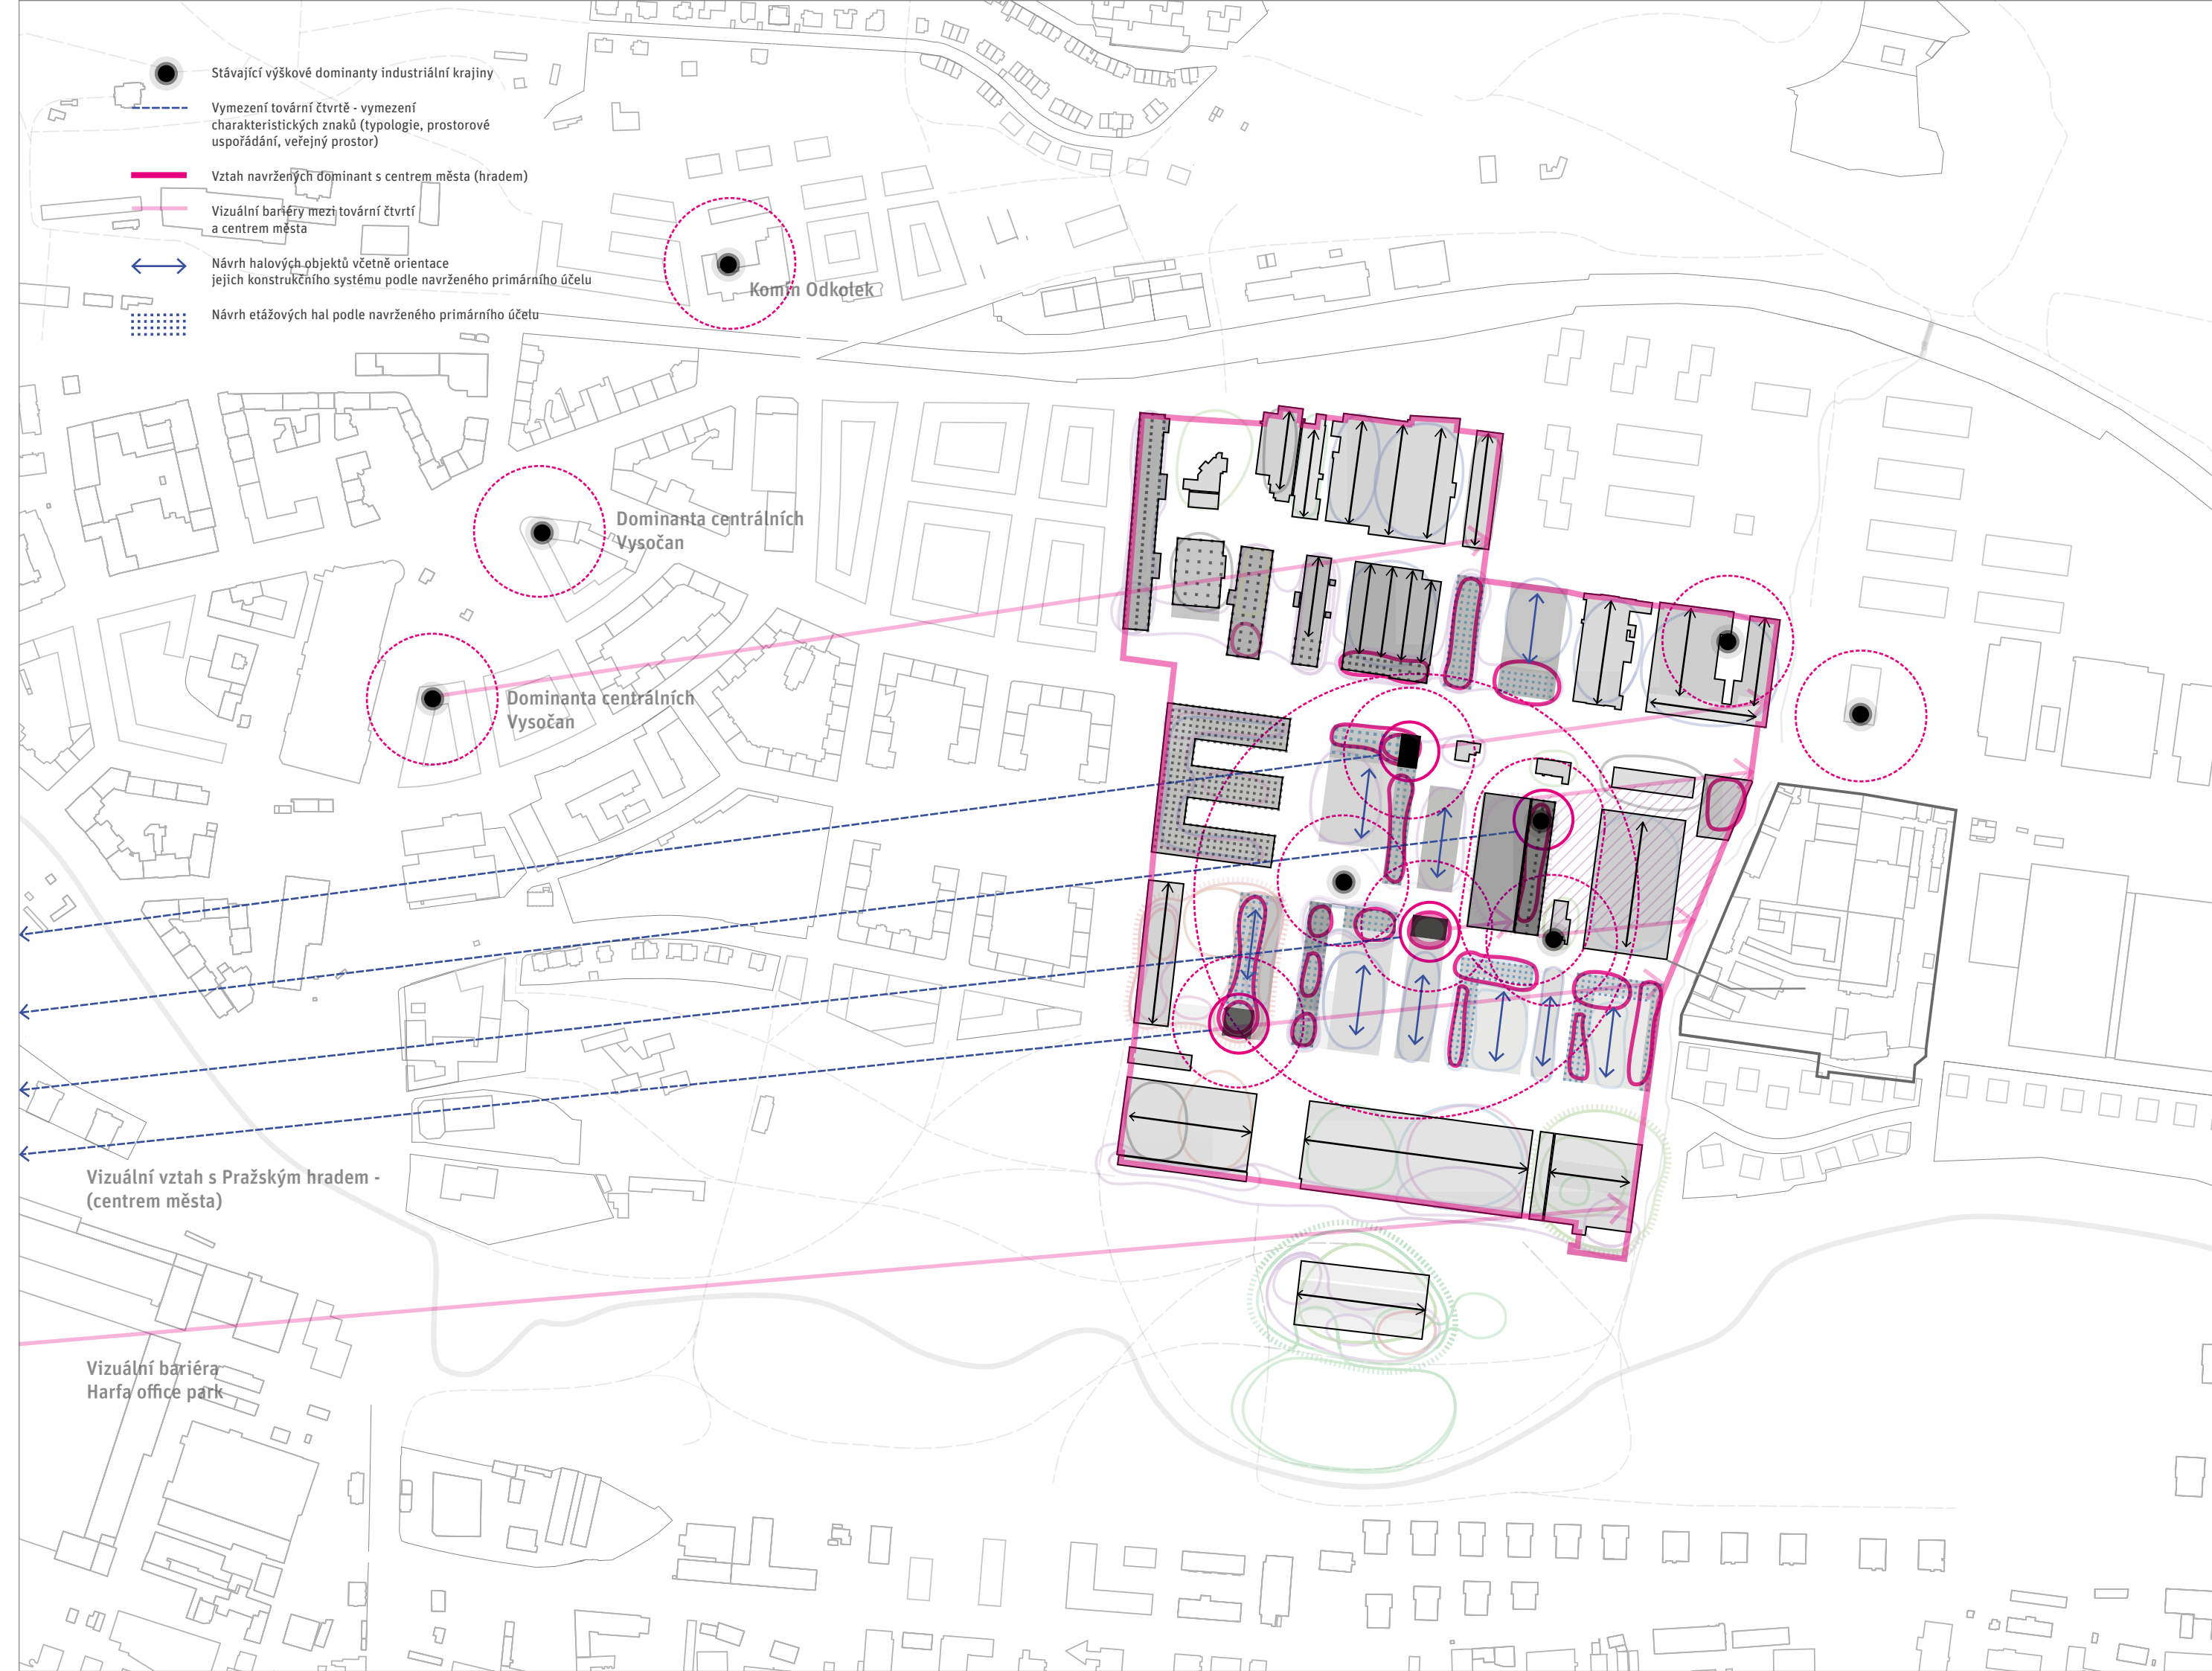 Stávající výškové dominanty industriální krajiny
Vymezení tovární čtvrtě - vymezení
charakteristických znaků (typologie, prostorové
uspořádání, veřejný prostor)
Vztah navržených dominant s centrem města (hradem)
Vizuální bariéry mezi tovární čtvrtí
a centrem města
Návrh halových objektů včetně orientace
jejich konstrukčního systému podle navrženého primárního účelu
Návrh etážových hal podle navrženého primárního účelu
Komín Odkolek
Dominanta centrálních
Vysočan
Dominanta centrálních
Vysočan
Vizuální vztah s Pražským hradem -
(centrem města)
Vizuální bariéra
Harfa office park